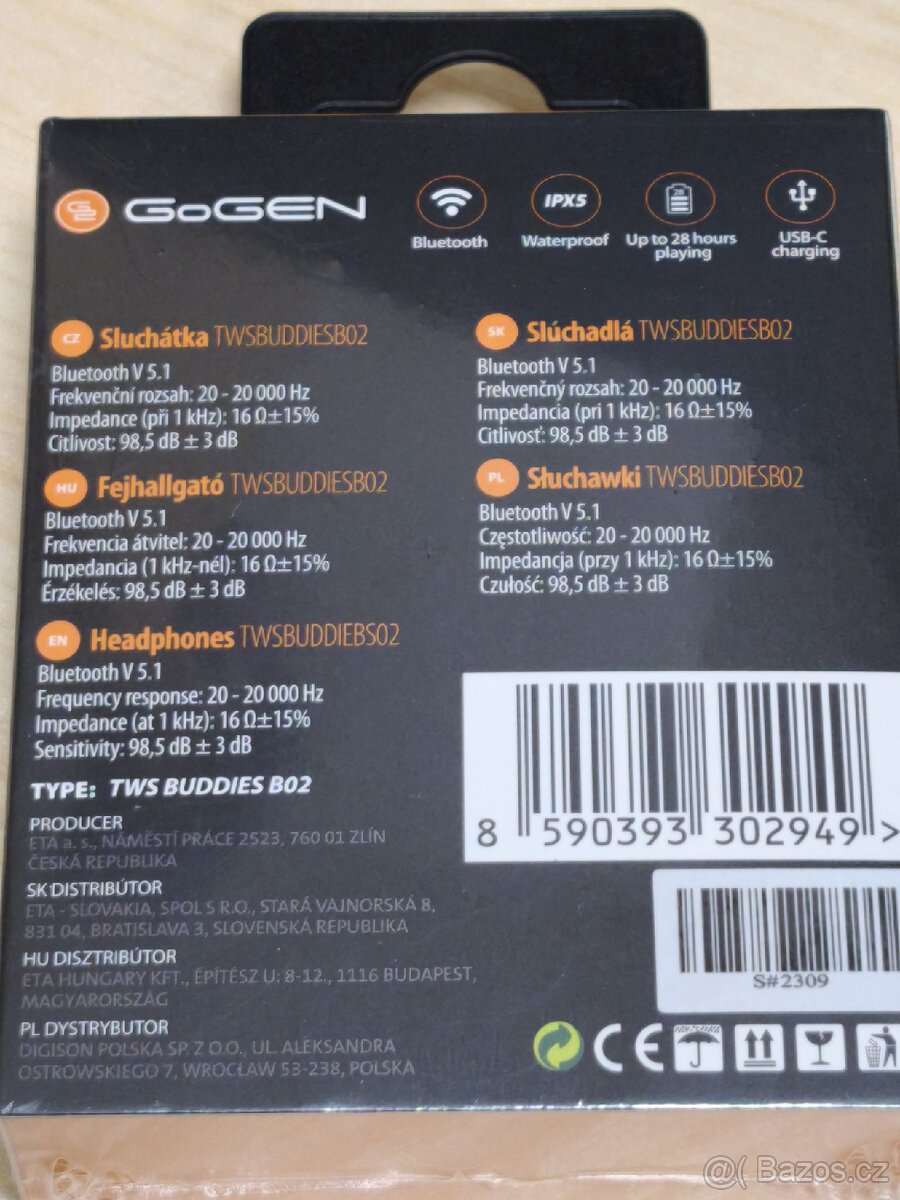 GoGEN
Bluetooth
IPX5
Waterproof
28
Up to 28 hours
playing
USB-C
charging
CZ Sluchátka TWSBUDDIESB02
Bluetooth V 5.1
Frekvenční rozsah: 20 - 20 000 Hz
Impedance (při 1 kHz): 16 Ω±15%
Citlivost: 98,5 dB ± 3 dB
SK Slúchadlá TWSBUDDIESB02
Bluetooth V 5.1
Frekvenčný rozsah: 20 - 20 000 Hz
Impedancia (pri 1 kHz): 16 Ω±15%
Citlivosť: 98,5 dB ± 3 dB
HU Fejhallgató TWSBUDDIESB02
Bluetooth V 5.1
Frekvencia átvitel: 20 - 20 000 Hz
Impedancia (1 kHz-nél): 16 Ω±15%
Érzékelés: 98,5 dB ± 3 dB
PL Słuchawki TWSBUDDIESB02
Bluetooth V 5.1
Częstotliwość: 20 - 20 000 Hz
Impedancja (przy 1 kHz): 16 Ω±15%
Czułość: 98,5 dB ± 3 dB
EN Headphones TWSBUDDIEBS02
Bluetooth V 5.1
Frequency response: 20 - 20 000 Hz
Impedance (at 1 kHz): 16 Ω±15%
Sensitivity: 98,5 dB ± 3 dB
TYPE: TWS BUDDIES B02
PRODUCER
ETA a. s., NÁMĚSTÍ PRÁCE 2523, 760 01 ZLÍN
ČESKÁ REPUBLIKA
SK DISTRIBÚTOR
ETA - SLOVAKIA, SPOL S R.O., STARÁ VAJNORSKÁ 8,
831 04, BRATISLAVA 3, SLOVENSKÁ REPUBLIKA
HU DISZTRIBÚTOR
ETA HUNGARY KFT., ÉPÍTÉSZ U. 8-12., 1116 BUDAPEST,
MAGYARORSZÁG
PL DYSTRYBUTOR
DIGISON POLSKA SP. Z O.O., UL. ALEKSANDRA
OSTROWSKIEGO 7, WROCŁAW 53-238, POLSKA
8 590393 302949 >
S#2309
CE
@( Bazos.cz